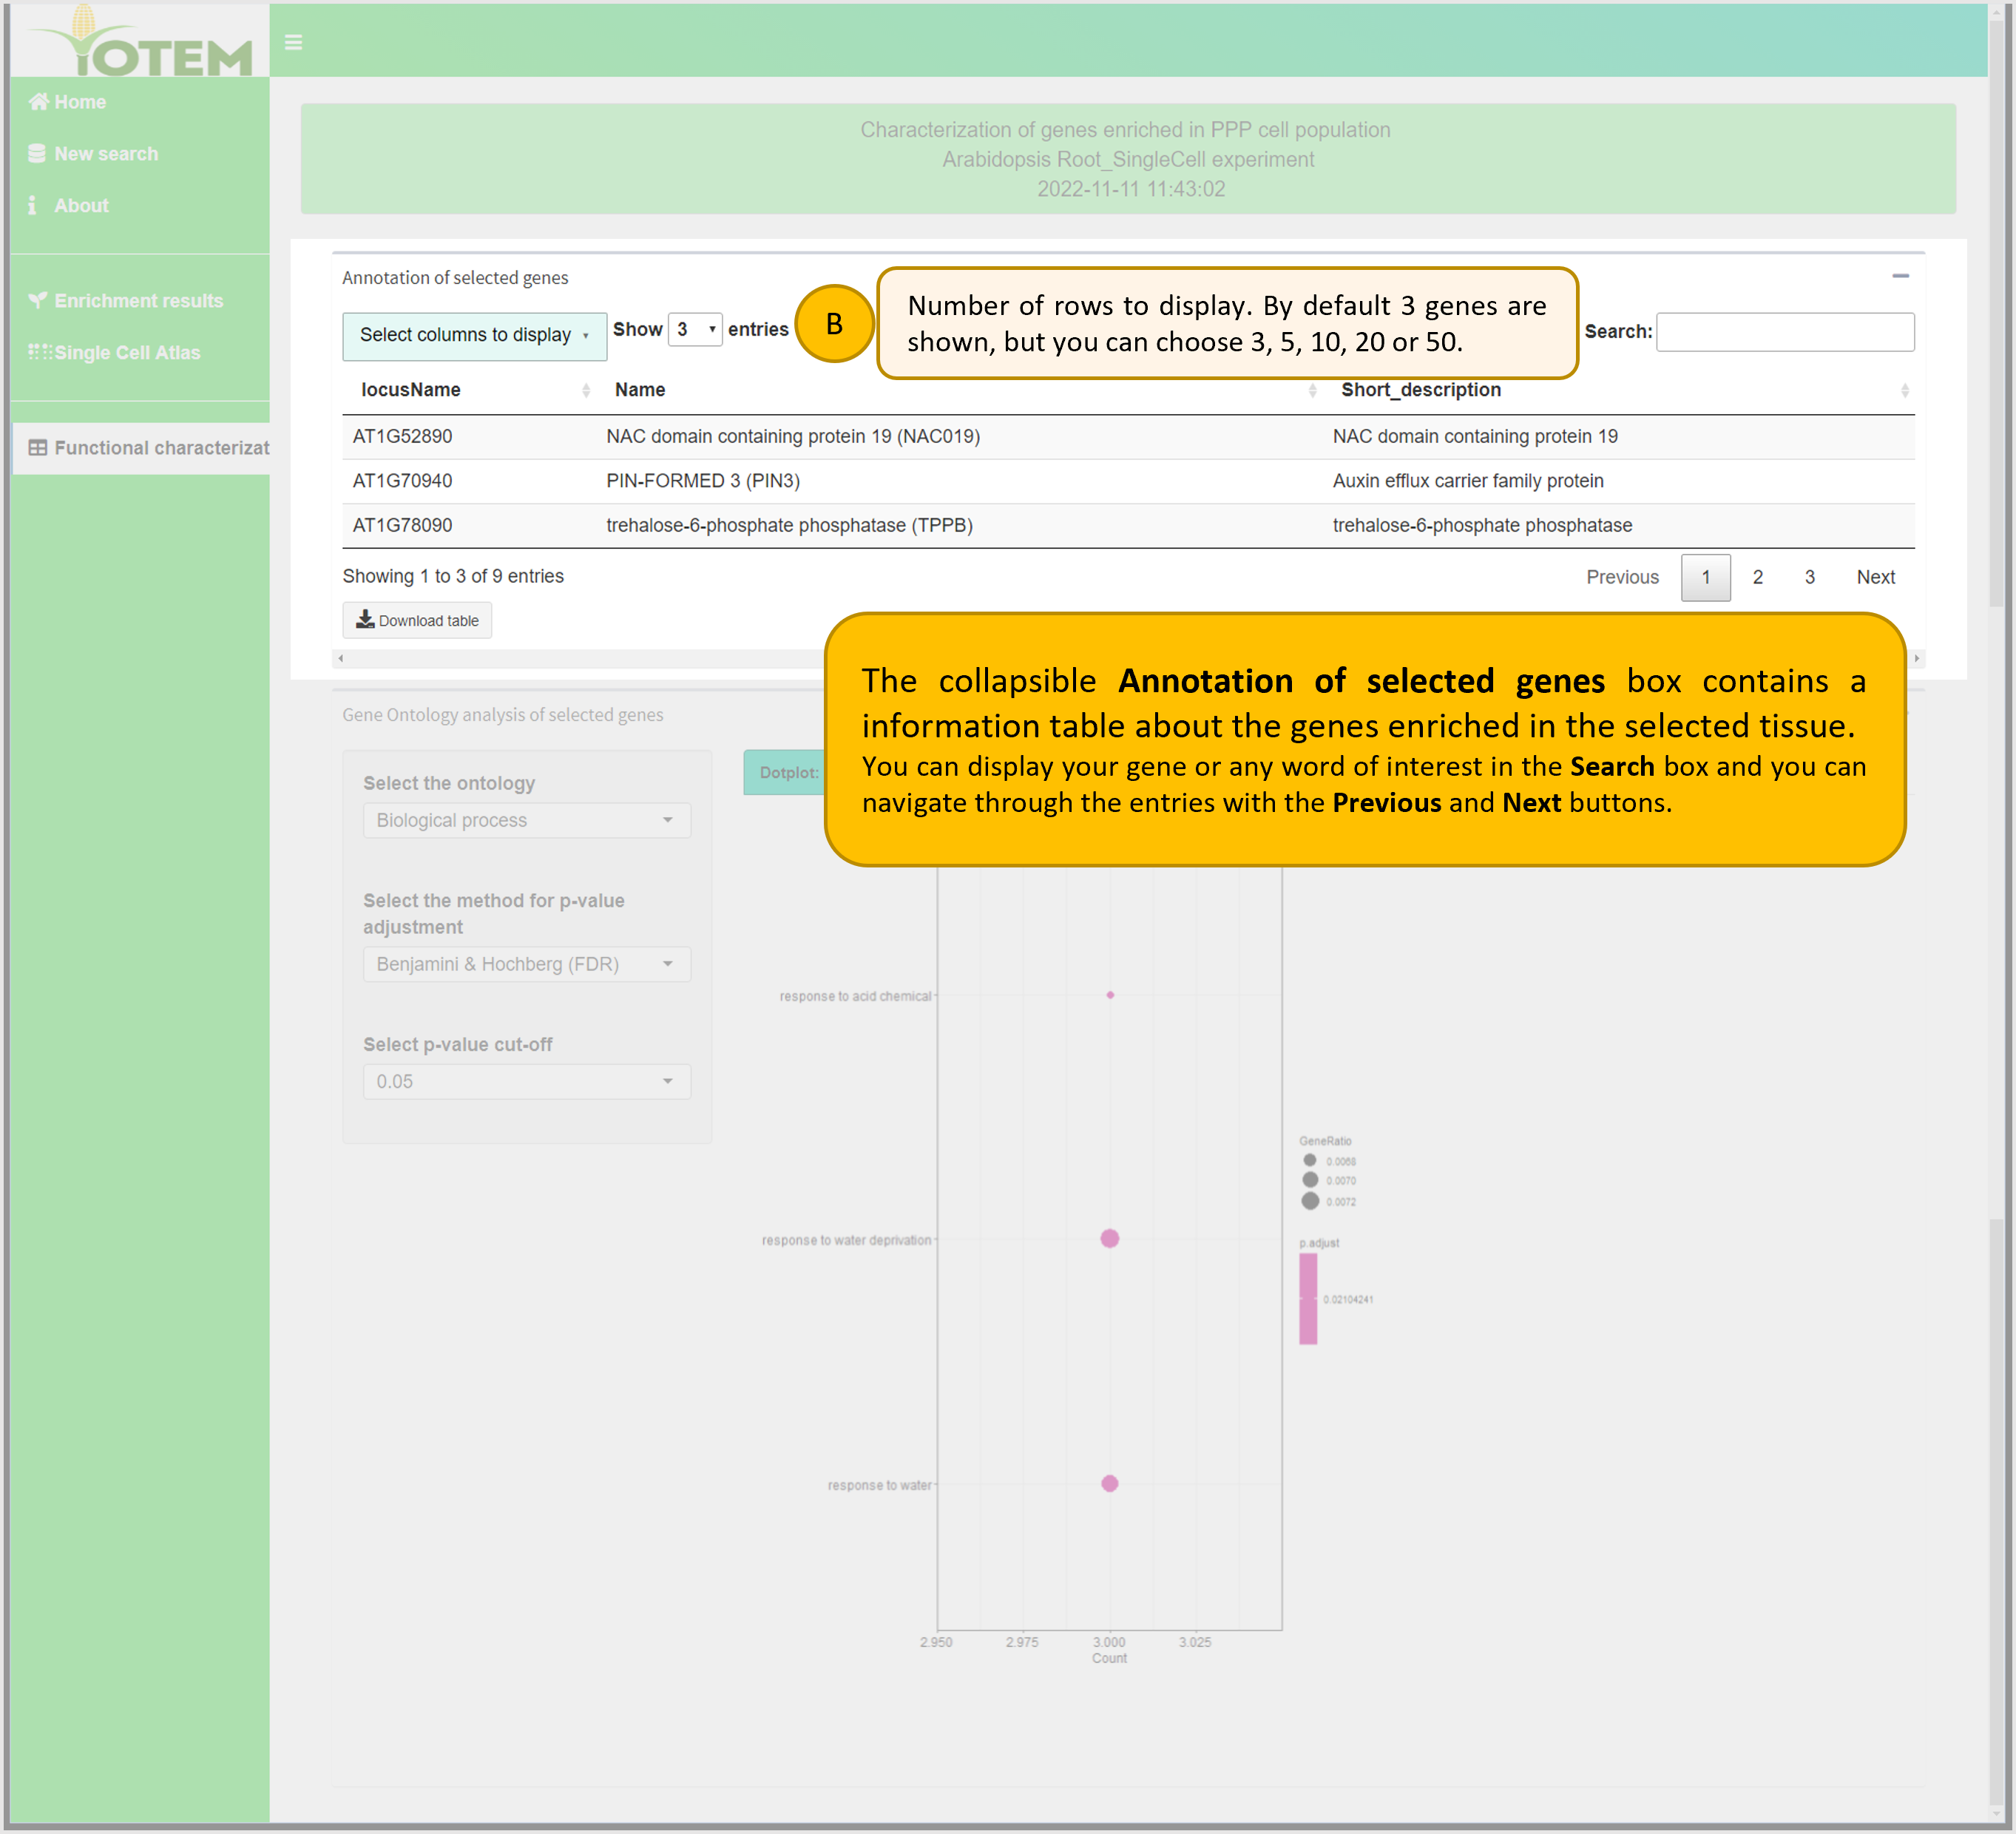 TOTEM
Home
New search
About
Enrichment results
Single Cell Atlas
Functional characterizat
Characterization of genes enriched in PPP cell population
Arabidopsis Root_SingleCell experiment
2022-11-11 11:43:02
Annotation of selected genes
Select columns to display
Show 3 entries
B
Number of rows to display. By default 3 genes are
shown, but you can choose 3, 5, 10, 20 or 50.
Search:
locusName Name Short_description
AT1G52890 NAC domain containing protein 19 (NAC019) NAC domain containing protein 19
AT1G70940 PIN-FORMED 3 (PIN3) Auxin efflux carrier family protein
AT1G78090 trehalose-6-phosphate phosphatase (TPPB) trehalose-6-phosphate phosphatase
Showing 1 to 3 of 9 entries
Previous 1 2 3 Next
Download table
The collapsible Annotation of selected genes box contains a
information table about the genes enriched in the selected tissue.
You can display your gene or any word of interest in the Search box and you can
navigate through the entries with the Previous and Next buttons.
Gene Ontology analysis of selected genes
Select the ontology
Biological process
Select the method for p-value
adjustment
Benjamini & Hochberg (FDR)
Select p-value cut-off
0.05
Dotplot:
response to acid chemical
response to water deprivation
response to water
2.950 2.975 3.000 3.025
Count
GeneRatio
0.0068
0.0070
0.0072
p.adjust
0.02104241